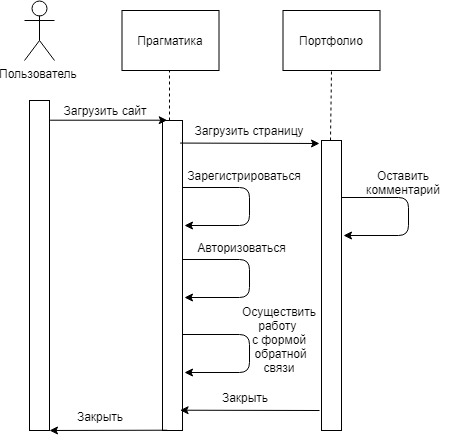 Прагматика
Портфолио
Пользователь
Загрузить сайт
Загрузить страницу
Зарегистрироваться
Оставить
комментарий
Авторизоваться
Осуществить
работу
с формой
обратной
связи
Закрыть
Закрыть